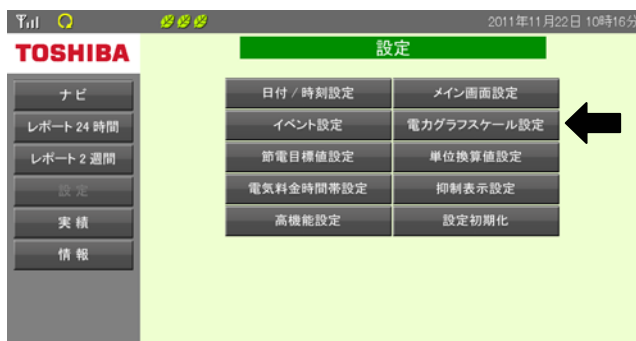 2011年11月22日 10時16分
TOSHIBA
設定
ナビ
レポート 24 時間
レポート 2 週間
設定
実績
情報
日付 / 時刻設定
メイン画面設定
イベント設定
電力グラフスケール設定
節電目標値設定
単位換算値設定
電気料金時間帯設定
抑制表示設定
高機能設定
設定初期化